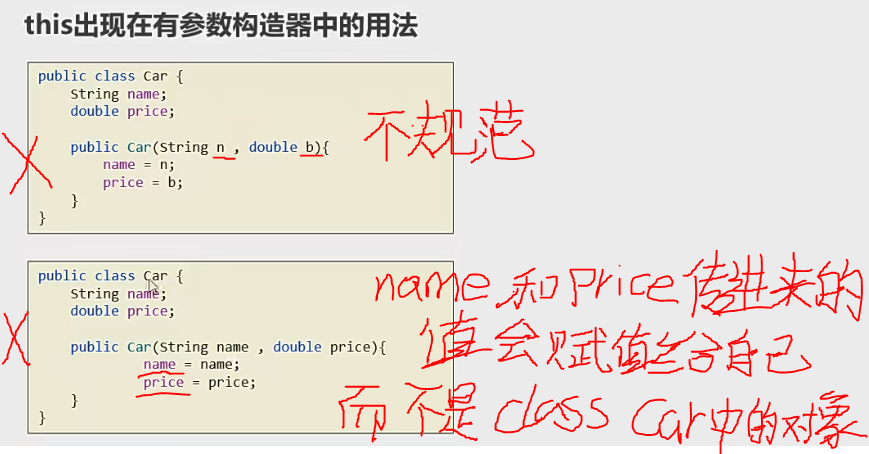 this出现在有参数构造器中的用法
public class Car {
String name;
double price;
public Car(String n , double b){
name = n;
price = b;
}
}
不规范
public class Car {
String name;
double price;
public Car(String name , double price){
name = name;
price = price;
}
}
name和price传进来的
值会赋值给自己
而不是class Car中的对象